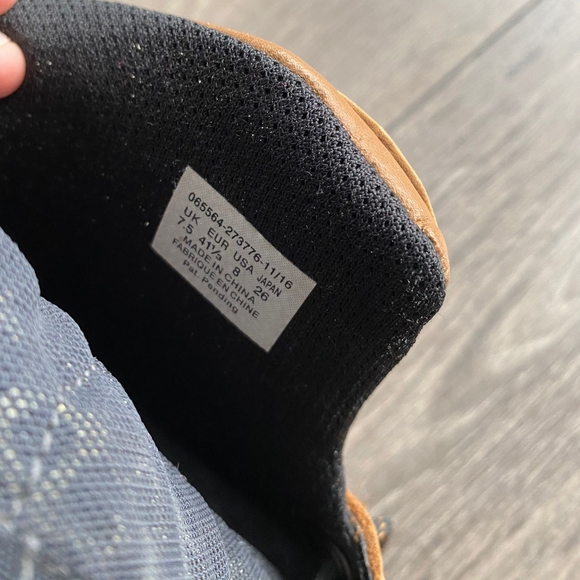 065564-273776-11/16
UK EUR USA JAPAN
7-5 41⅓ 8 26
MADE IN CHINA
FABRIQUE EN CHINE
Pat. Pending